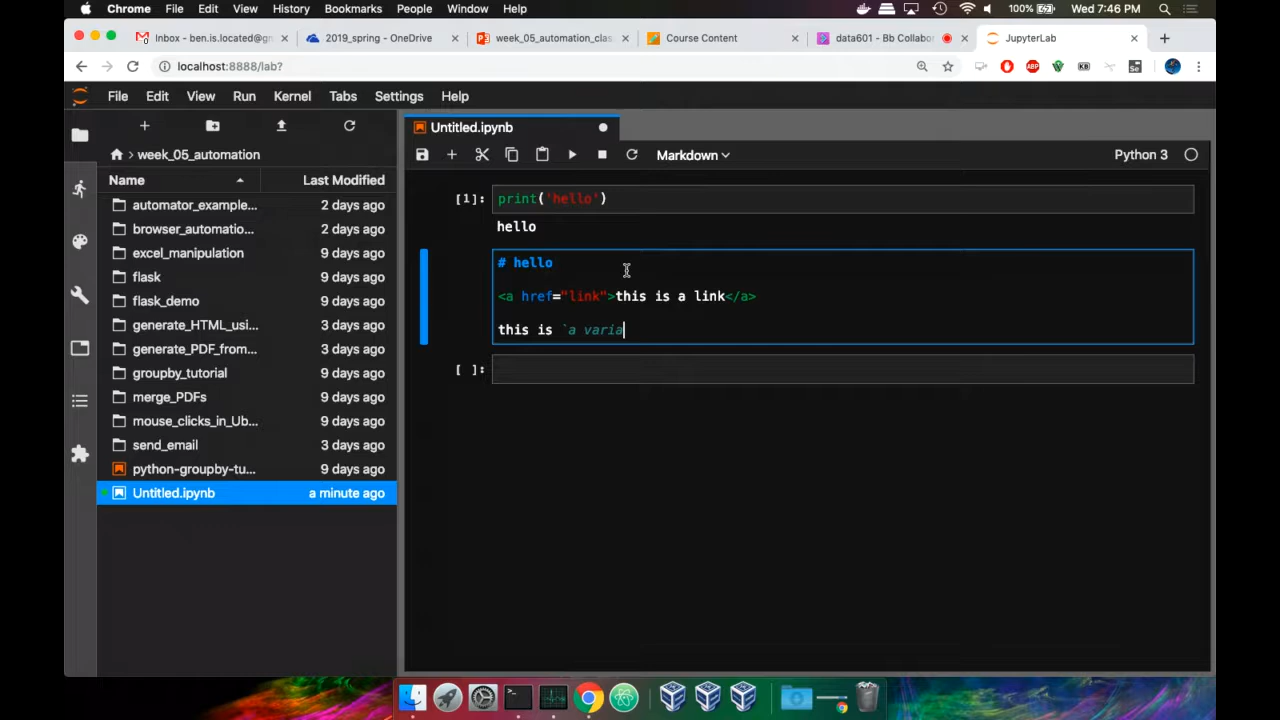 Chrome File Edit View History Bookmarks People Window Help 100% Wed 7:46 PM
Inbox - ben.is.located@gn 2019_spring - OneDrive week_05_automation_clas Course Content data601 - Bb Collabo JupyterLab
localhost:8888/lab?
File Edit View Run Kernel Tabs Settings Help
Untitled.ipynb
week_05_automation
Markdown Python 3
Name Last Modified
automator_example... 2 days ago
browser_automatio... 2 days ago
excel_manipulation 9 days ago
flask 9 days ago
flask_demo 9 days ago
generate_HTML_usi... 9 days ago
generate_PDF_from... 9 days ago
groupby_tutorial 9 days ago
merge_PDFs 9 days ago
mouse_clicks_in_Ub... 9 days ago
send_email 3 days ago
python-groupby-tu... 9 days ago
Untitled.ipynb a minute ago
[1]: print('hello')
hello
# hello
<a href="link">this is a link</a>
this is `a varia
[ ]: